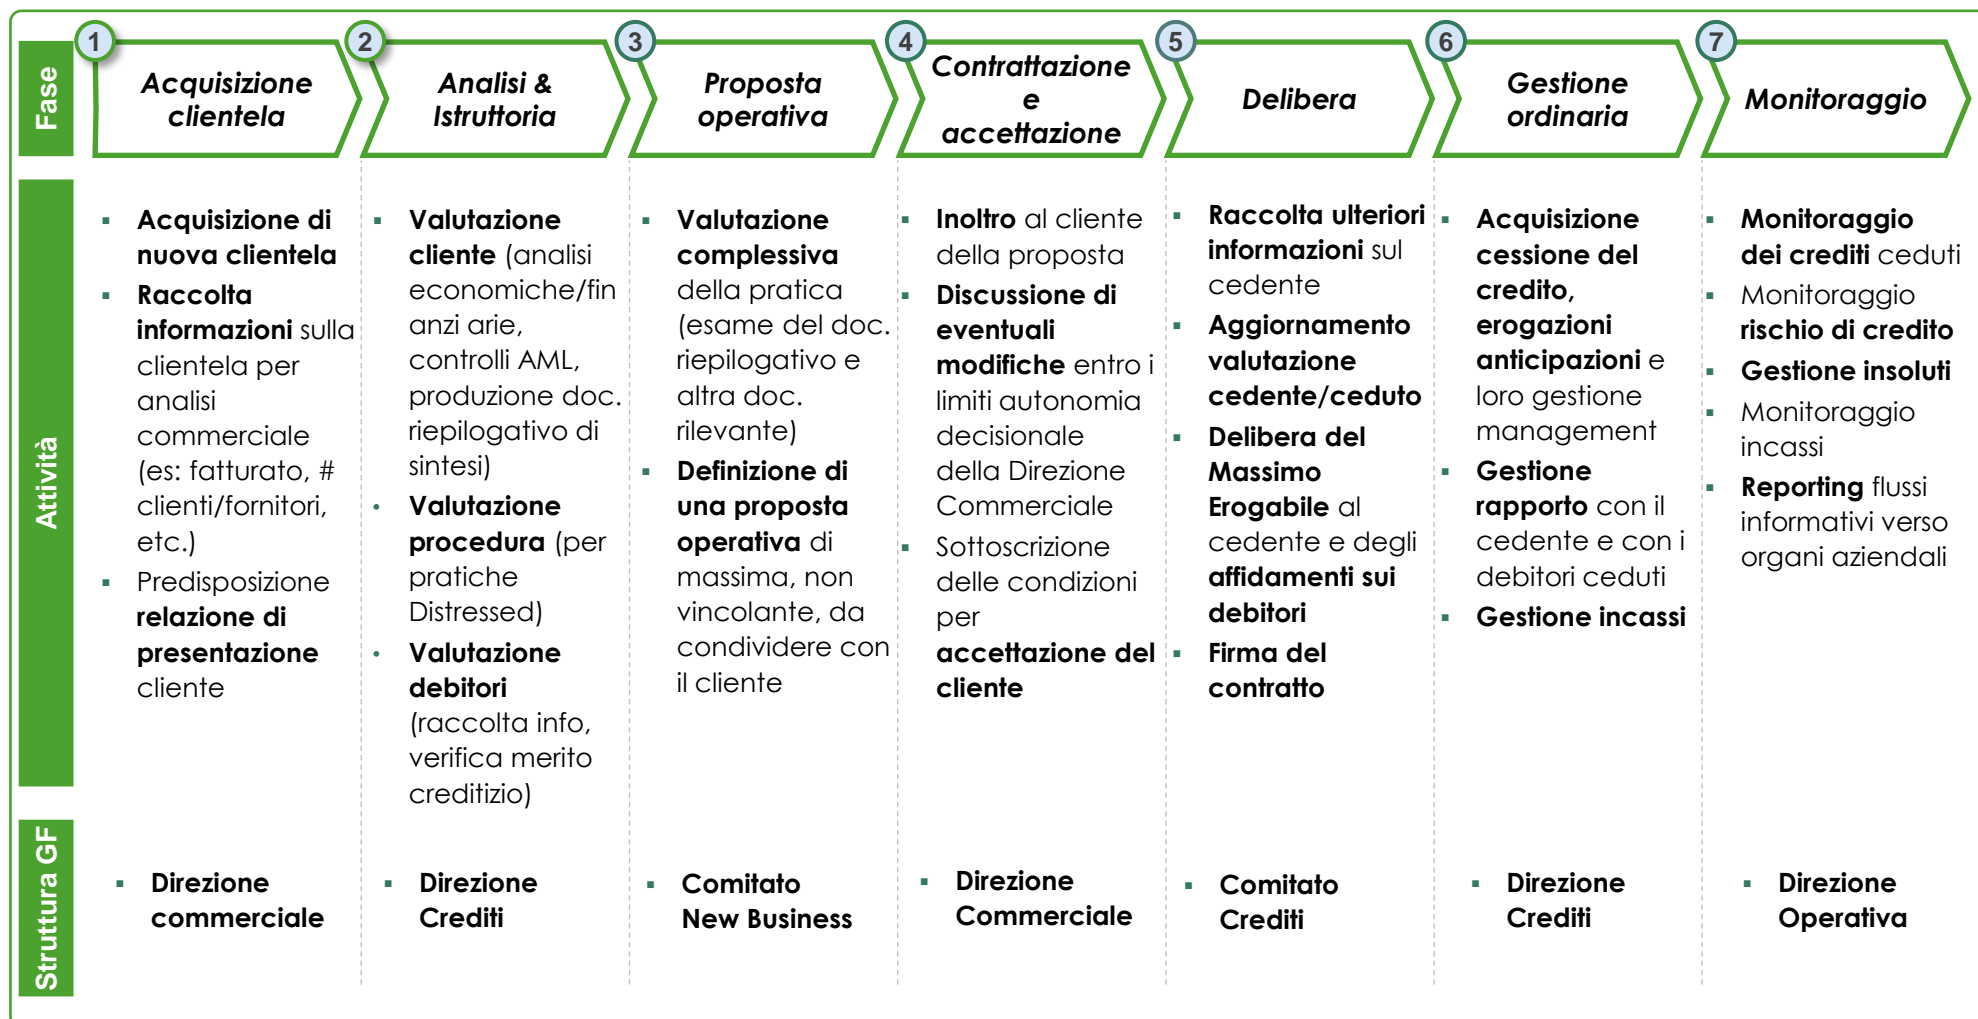 Fase
1
Acquisizione
clientela
2
Analisi &
Istruttoria
3
Proposta
operativa
4
Contrattazione
e
accettazione
5
Delibera
6
Gestione
ordinaria
7
Monitoraggio
Attività
▪ Acquisizione di
nuova clientela
▪ Raccolta
informazioni sulla
clientela per
analisi
commerciale
(es: fatturato, #
clienti/fornitori,
etc.)
▪ Predisposizione
relazione di
presentazione
cliente
▪ Valutazione
cliente (analisi
economiche/fin
anzi arie,
controlli AML,
produzione doc.
riepilogativo di
sintesi)
• Valutazione
procedura (per
pratiche
Distressed)
• Valutazione
debitori
(raccolta info,
verifica merito
creditizio)
▪ Valutazione
complessiva
della pratica
(esame del doc.
riepilogativo e
altra doc.
rilevante)
▪ Definizione di
una proposta
operativa di
massima, non
vincolante, da
condividere con
il cliente
▪ Inoltro al cliente
della proposta
▪ Discussione di
eventuali
modifiche entro i
limiti autonomia
decisionale
della Direzione
Commerciale
▪ Sottoscrizione
delle condizioni
per
accettazione del
cliente
▪ Raccolta ulteriori
informazioni sul
cedente
▪ Aggiornamento
valutazione
cedente/ceduto
▪ Delibera del
Massimo
Erogabile al
cedente e degli
affidamenti sui
debitori
▪ Firma del
contratto
▪ Acquisizione
cessione del
credito,
erogazioni
anticipazioni e
loro gestione
management
▪ Gestione
rapporto con il
cedente e con i
debitori ceduti
▪ Gestione incassi
▪ Monitoraggio
dei crediti ceduti
▪ Monitoraggio
rischio di credito
▪ Gestione insoluti
▪ Monitoraggio
incassi
▪ Reporting flussi
informativi verso
organi aziendali
Struttura GF
▪ Direzione
commerciale
▪ Direzione
Crediti
▪ Comitato
New Business
▪ Direzione
Commerciale
▪ Comitato
Crediti
▪ Direzione
Crediti
▪ Direzione
Operativa